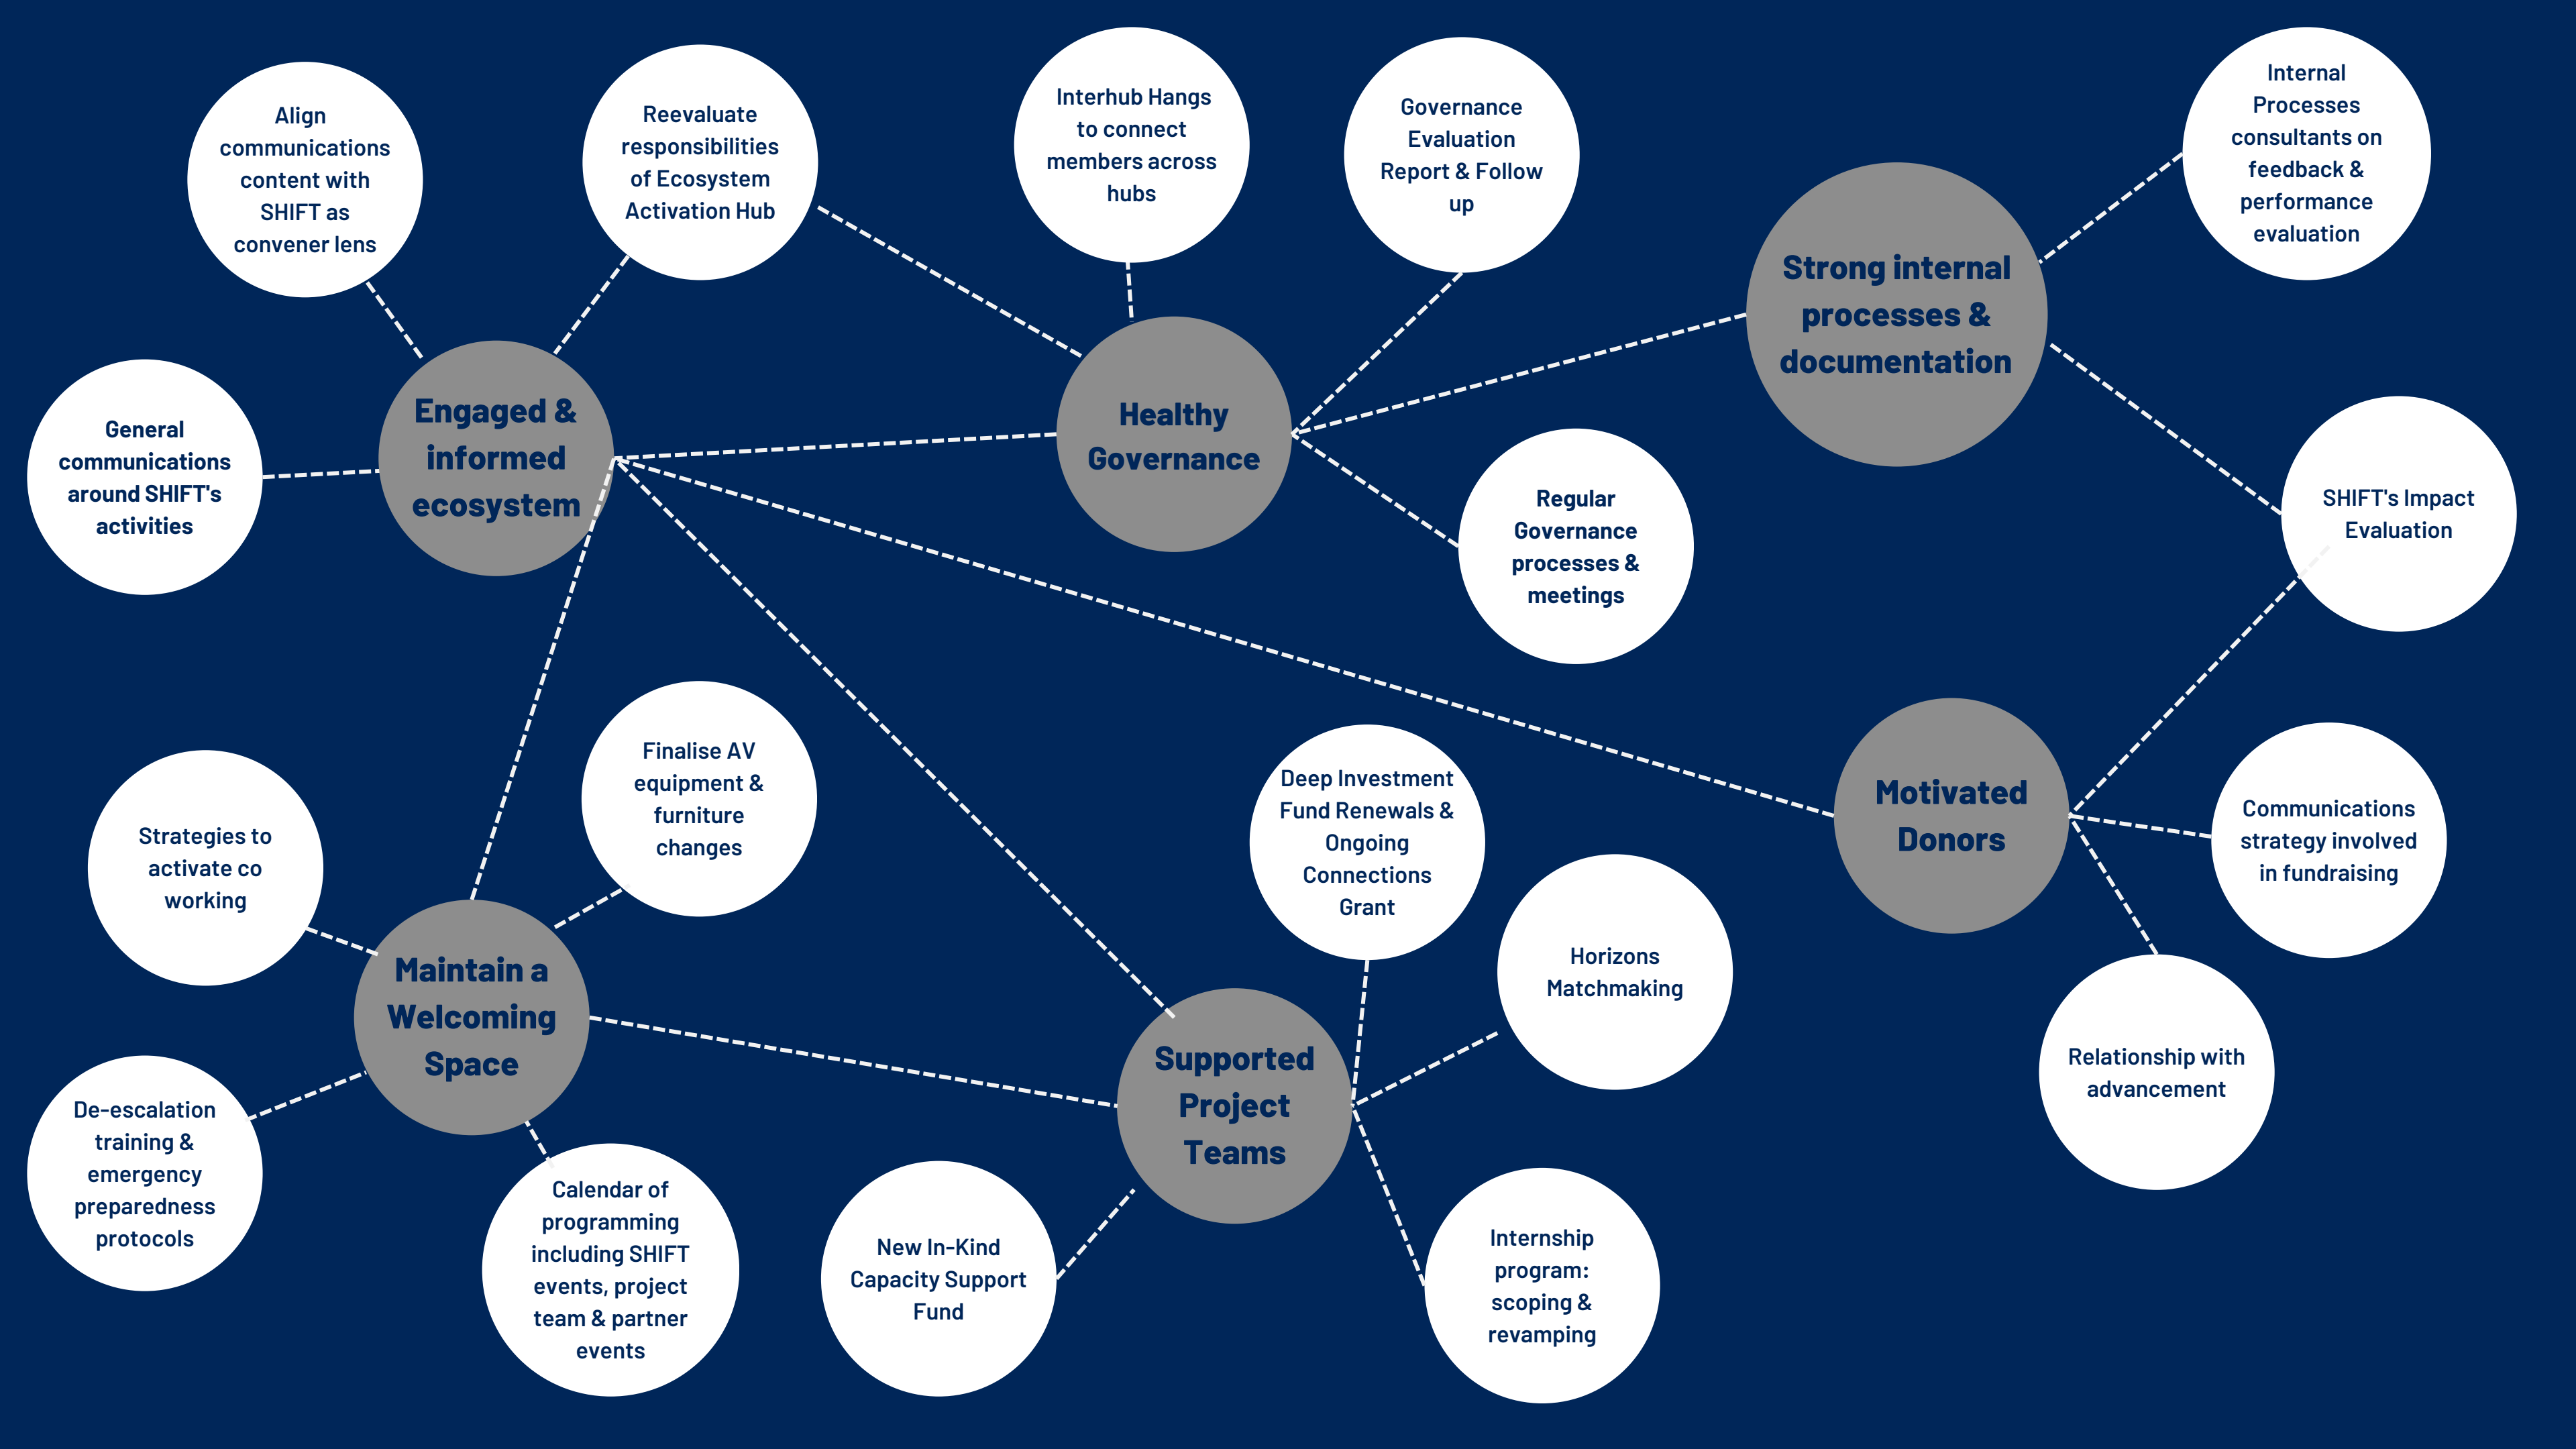 Align
communications
content with
SHIFT as
convener lens
Reevaluate
responsibilities
of Ecosystem
Activation Hub
Interhub Hangs
to connect
members across
hubs
Governance
Evaluation
Report & Follow
up
Internal
Processes
consultants on
feedback &
performance
evaluation
Strong internal
processes &
documentation
General
communications
around SHIFT's
activities
Engaged &
informed
ecosystem
Healthy
Governance
Regular
Governance
processes &
meetings
SHIFT's Impact
Evaluation
Strategies to
activate co
working
Finalise AV
equipment &
furniture
changes
Deep Investment
Fund Renewals &
Ongoing
Connections
Grant
Horizons
Matchmaking
Motivated
Donors
Communications
strategy involved
in fundraising
Maintain a
Welcoming
Space
Supported
Project
Teams
Relationship with
advancement
De-escalation
training &
emergency
preparedness
protocols
Calendar of
programming
including SHIFT
events, project
team & partner
events
New In-Kind
Capacity Support
Fund
Internship
program:
scoping &
revamping